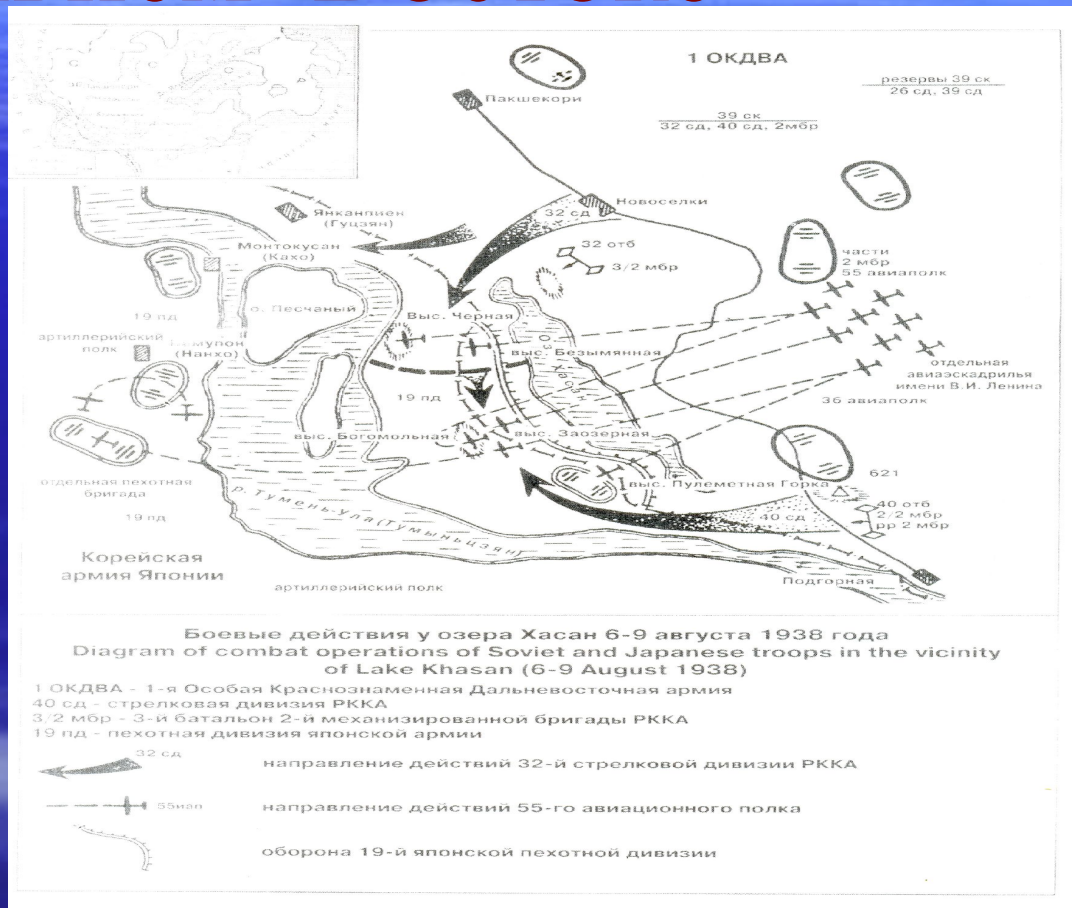 1 ОКДВА
резервы 39 ск
26 сд, 39 сд
39 ск
32 сд, 40 сд, 2мбр
Пакшекори
Новоселки
32 сд
Янканпиен
(Гуцзян)
Монтокусан
(Кахо)
32 отб
3/2 мбр
части
2 мбр
55 авиаполк
о. Песчаный
19 пд
Выс. Черная
артиллерийский
полк
(Нанхо)
выс. Безымянная
отдельная
авиаэскадрилья
имени В.И. Ленина
36 авиаполк
19 пд
выс. Богомольная
выс. Заозерная
621
выс. Пулеметная Горка
отдельная пехотная
бригада
40 отб
2/2 мбр
рр 2 мбр
40 сд
19 пд
р. Тумень-Ула (Тумыньцзян)
Корейская
армия Японии
артиллерийский полк
Подгорная
Боевые действия у озера Хасан 6-9 августа 1938 года
Diagram of combat operations of Soviet and Japanese troops in the vicinity
of Lake Khasan (6-9 August 1938)
1 ОКДВА - 1-я Особая Краснознаменная Дальневосточная армия
40 сд - стрелковая дивизия РККА
3/2 мбр - 3-й батальон 2-й механизированной бригады РККА
19 пд - пехотная дивизия японской армии
32 сд
направление действий 32-й стрелковой дивизии РККА
55иап
направление действий 55-го авиационного полка
оборона 19-й японской пехотной дивизии